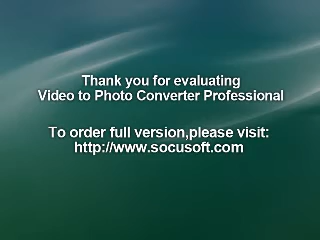 Thank you for evaluating
Video to Photo Converter Professional
To order full version,please visit:
http://www.socusoft.com